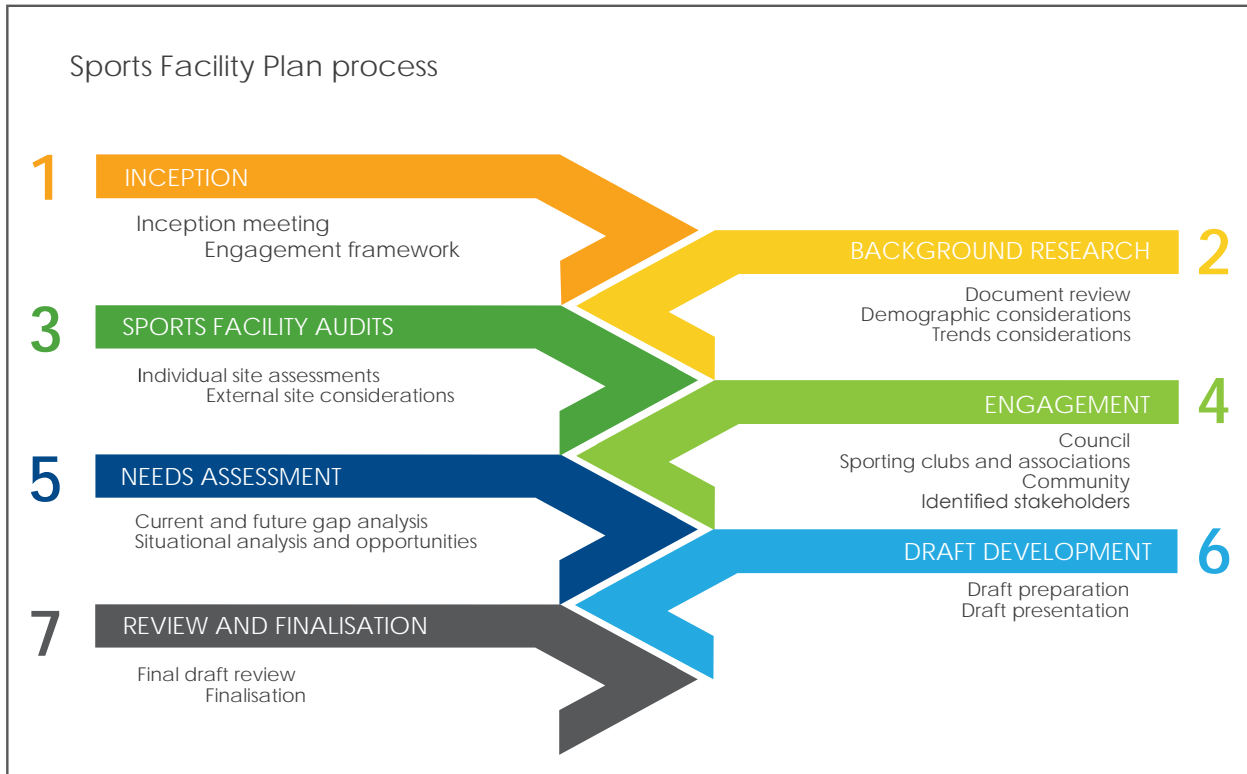 Sports Facility Plan process
1
INCEPTION
Inception meeting
Engagement framework
2
BACKGROUND RESEARCH
Document review
Demographic considerations
Trends considerations
3
SPORTS FACILITY AUDITS
Individual site assessments
External site considerations
4
ENGAGEMENT
Council
Sporting clubs and associations
Community
Identified stakeholders
5
NEEDS ASSESSMENT
Current and future gap analysis
Situational analysis and opportunities
6
DRAFT DEVELOPMENT
Draft preparation
Draft presentation
7
REVIEW AND FINALISATION
Final draft review
Finalisation